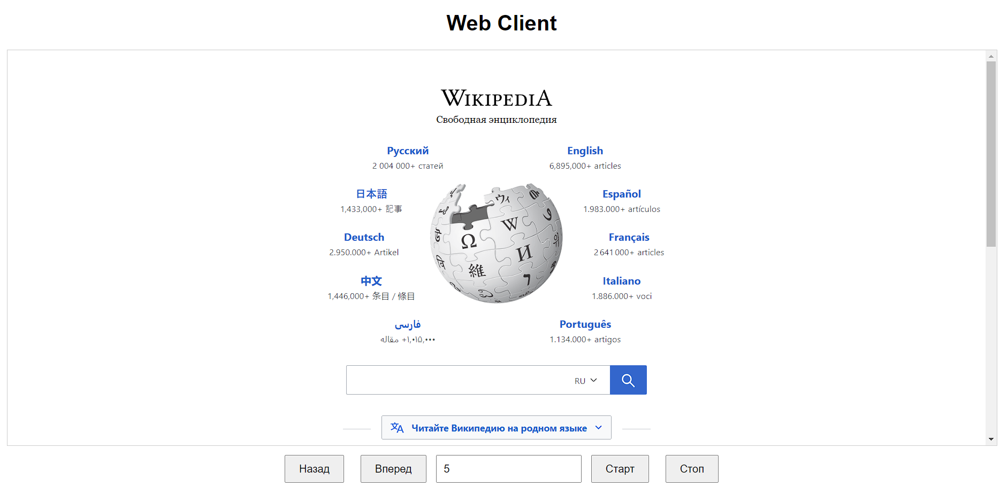 Web Client
WIKIPEDIA
Свободная энциклопедия
Русский
2 004 000+ статей
English
6,895,000+ articles
日本語
1,433,000+ 記事
Español
1.983.000+ artículos
Deutsch
2.950.000+ Artikel
Français
2 641 000+ articles
中文
1,446,000+ 条目 / 條目
Italiano
1.886.000+ voci
فارسی
۱٬۰۱۵٬۰۰۰+ مقاله
Português
1.134.000+ artigos
Ω
W
И
維
ウィ
RU
Читайте Википедию на родном языке
Назад
Вперед
5
Старт
Стоп